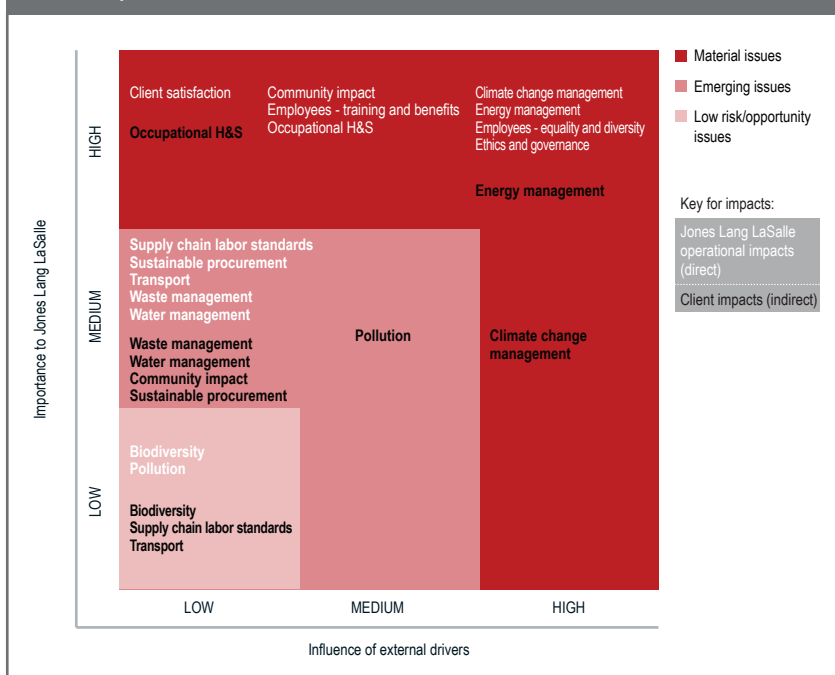 Client satisfaction
Occupational H&S
Community impact
Employees - training and benefits
Occupational H&S
Climate change management
Energy management
Employees - equality and diversity
Ethics and governance
Energy management
Supply chain labor standards
Sustainable procurement
Transport
Waste management
Water management
Waste management
Water management
Community impact
Sustainable procurement
Pollution
Climate change
management
Biodiversity
Pollution
Biodiversity
Supply chain labor standards
Transport
HIGH
MEDIUM
LOW
Importance to Jones Lang LaSalle
LOW
MEDIUM
HIGH
Influence of external drivers
Material issues
Emerging issues
Low risk/opportunity
issues
Key for impacts:
Jones Lang LaSalle
operational impacts
(direct)
Client impacts (indirect)